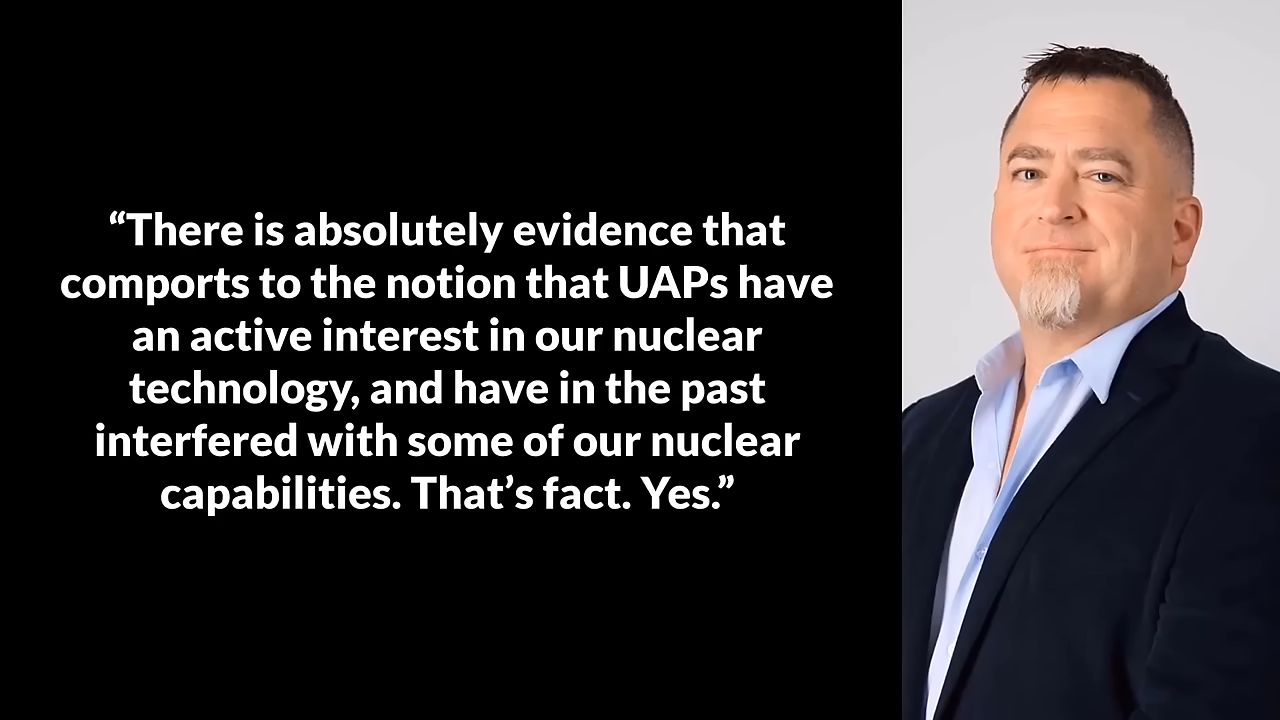 “There is absolutely evidence that
comports to the notion that UAPs have
an active interest in our nuclear
technology, and have in the past
interfered with some of our nuclear
capabilities. That’s fact. Yes.”